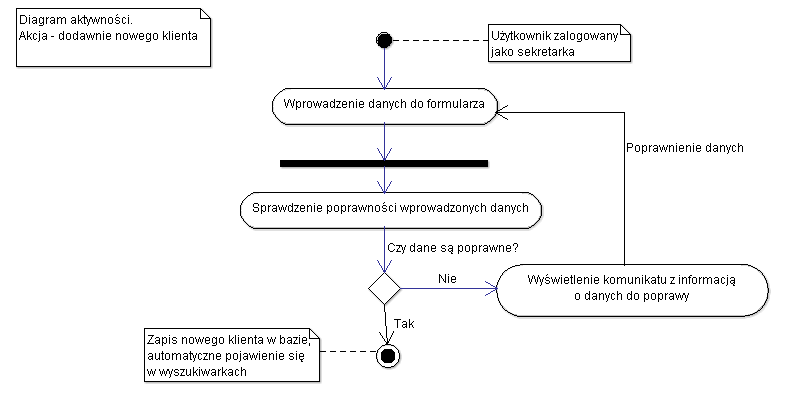 Diagram aktywności.
Akcja - dodawnie nowego klienta
Użytkownik zalogowany
jako sekretarka
Wprowadzenie danych do formularza
Poprawnienie danych
Sprawdzenie poprawności wprowadzonych danych
Czy dane są poprawne?
Nie
Wyświetlenie komunikatu z informacją
o danych do poprawy
Tak
Zapis nowego klienta w bazie,
automatyczne pojawienie się
w wyszukiwarkach